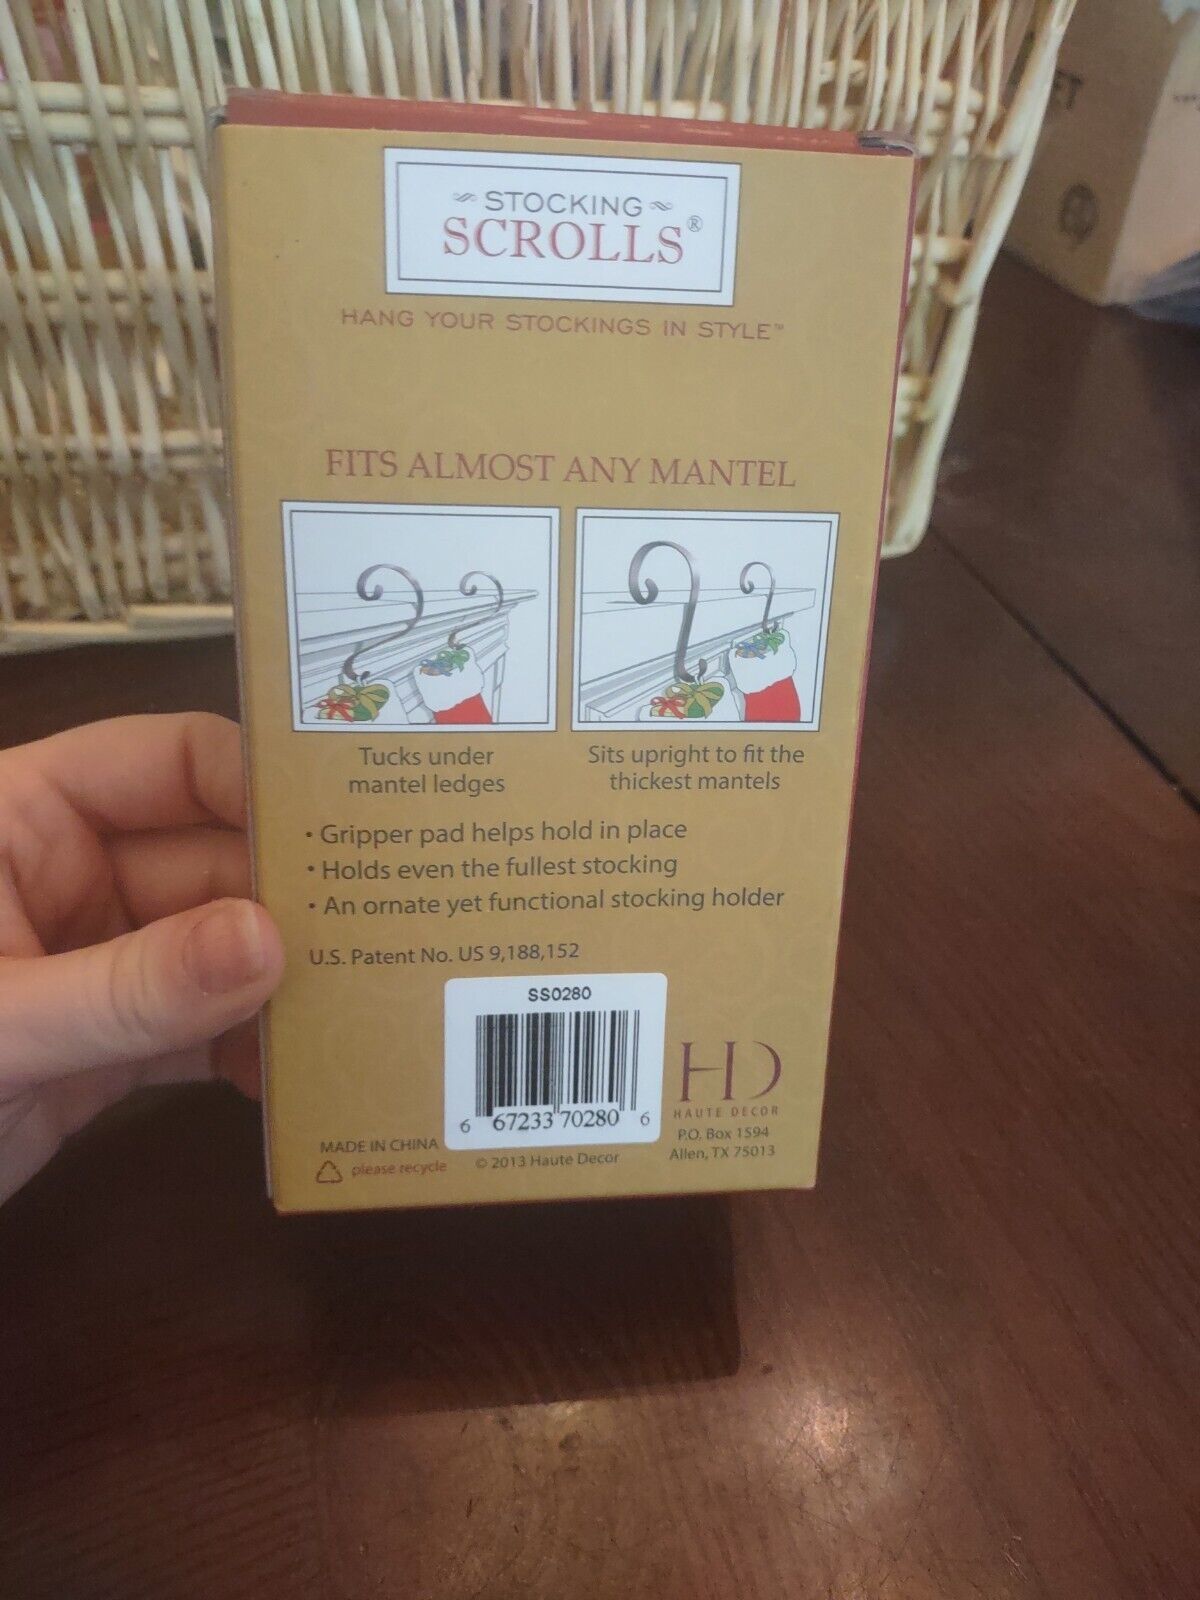 STOCKING
SCROLLS®
HANG YOUR STOCKINGS IN STYLE™
FITS ALMOST ANY MANTEL
Tucks under
mantel ledges
Sits upright to fit the
thickest mantels
• Gripper pad helps hold in place
• Holds even the fullest stocking
• An ornate yet functional stocking holder
U.S. Patent No. US 9,188,152
SS0280
6 67233 70280 6
HD
HAUTE DECOR
P.O. Box 1594
Allen, TX 75013
MADE IN CHINA
please recycle
© 2013 Haute Decor